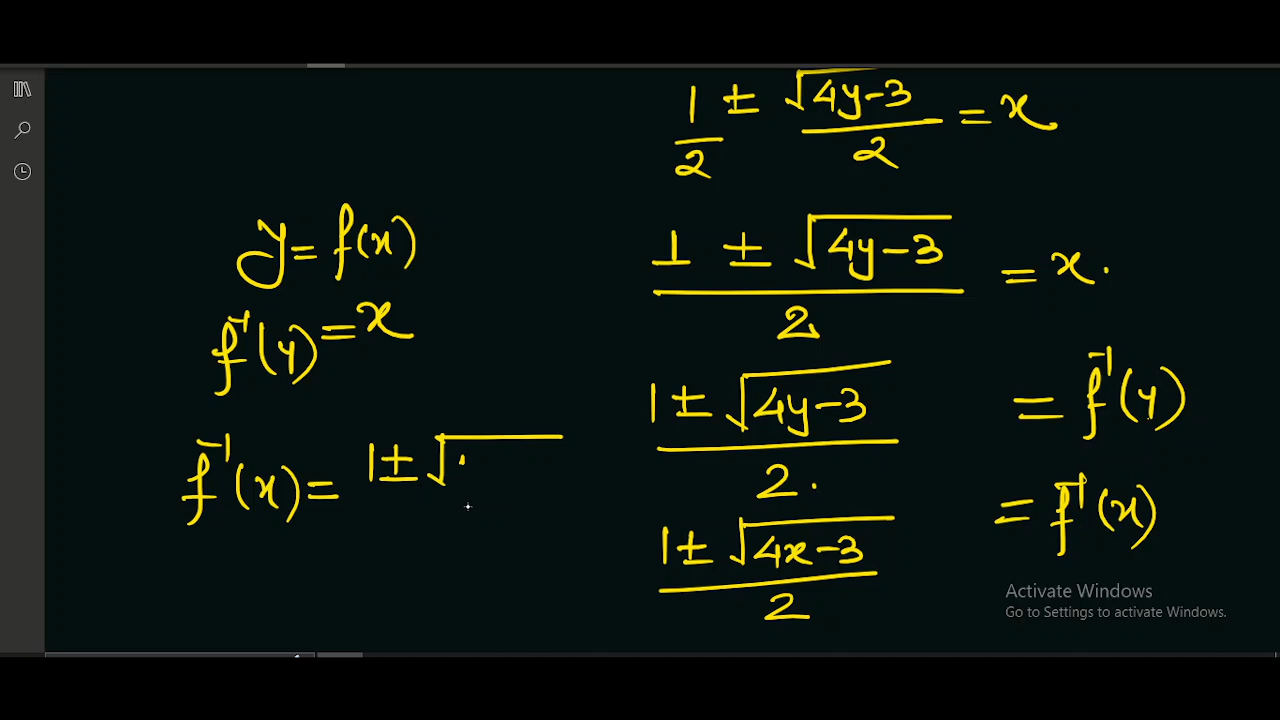 1/2 ± √(4y-3)/2 = x
y = f(x)
f⁻¹(y) = x
f⁻¹(x) = 1 ± √
(1 ± √(4y-3))/2 = x.
(1 ± √(4y-3))/2. = f⁻¹(y)
(1 ± √(4x-3))/2 = f⁻¹(x)
Activate Windows
Go to Settings to activate Windows.